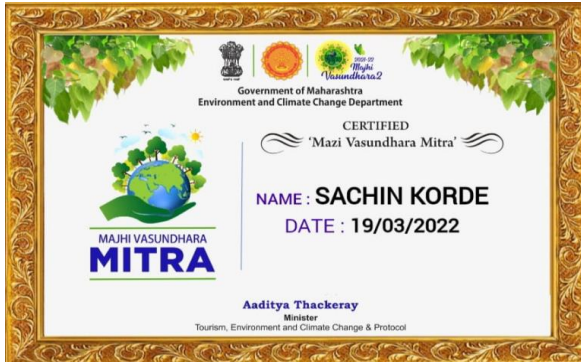 2021-22
Majhi
Vasundhara2
Government of Maharashtra
Environment and Climate Change Department
CERTIFIED
‘Mazi Vasundhara Mitra’
NAME : SACHIN KORDE
DATE : 19/03/2022
MAJHI VASUNDHARA
MITRA
Aaditya Thackeray
Minister
Tourism, Environment and Climate Change & Protocol